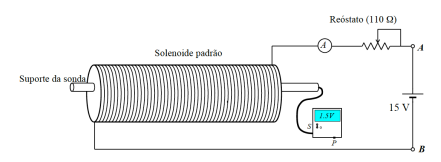 Reóstato (110 Ω)
Solenoide padrão
A
A
Suporte da sonda
1.5V
15 V
S
P
B